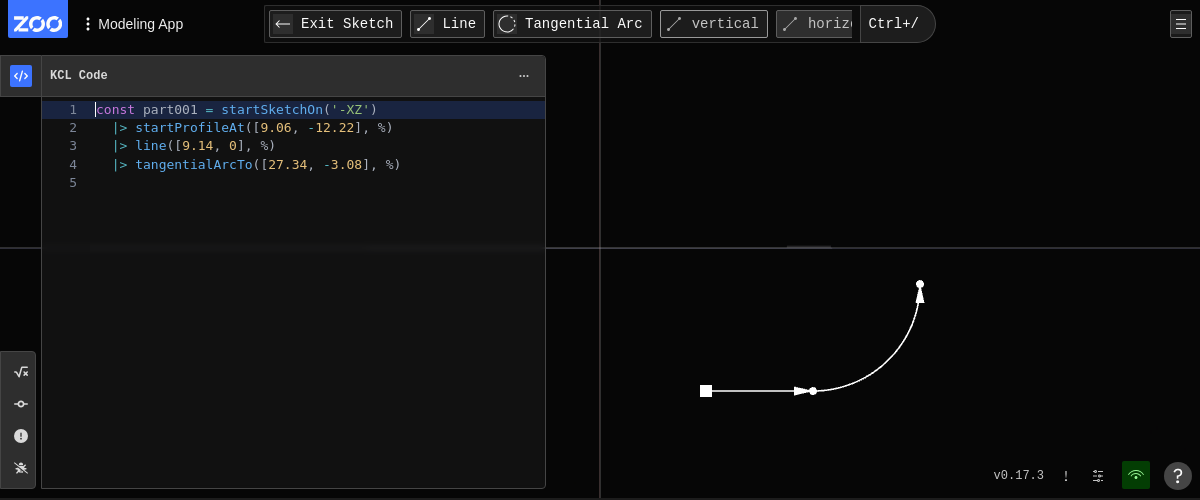 ZOO
Modeling App
Exit Sketch
Line
Tangential Arc
vertical
horiz
Ctrl+/
KCL Code
1 const part001 = startSketchOn('-XZ')
2 |> startProfileAt([9.06, -12.22], %)
3 |> line([9.14, 0], %)
4 |> tangentialArcTo([27.34, -3.08], %)
5
v0.17.3
!
?